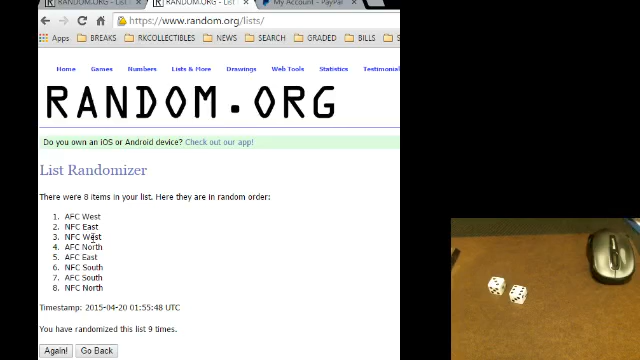 RANDOM.ORG - List
RANDOM.ORG - List
My Account - PayPal
https://www.random.org/lists/
Apps BREAKS RKCOLLECTIBLES NEWS SEARCH GRADED BILLS
Home Games Numbers Lists & More Drawings Web Tools Statistics Testimonial
RANDOM.ORG
Do you own an iOS or Android device? Check out our app!
List Randomizer
There were 8 items in your list. Here they are in random order:
1. AFC West
2. NFC East
3. NFC West
4. AFC North
5. AFC East
6. NFC South
7. AFC South
8. NFC North
Timestamp: 2015-04-20 01:55:48 UTC
You have randomized this list 9 times.
Again! Go Back